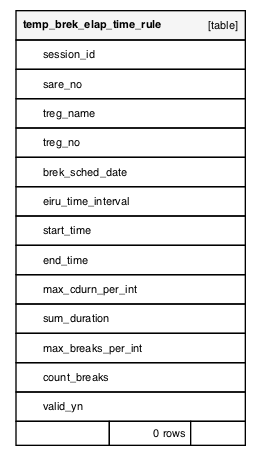 temp_brek_elap_time_rule [table]
session_id
sare_no
treg_name
treg_no
brek_sched_date
eiru_time_interval
start_time
end_time
max_cdurn_per_int
sum_duration
max_breaks_per_int
count_breaks
valid_yn
0 rows